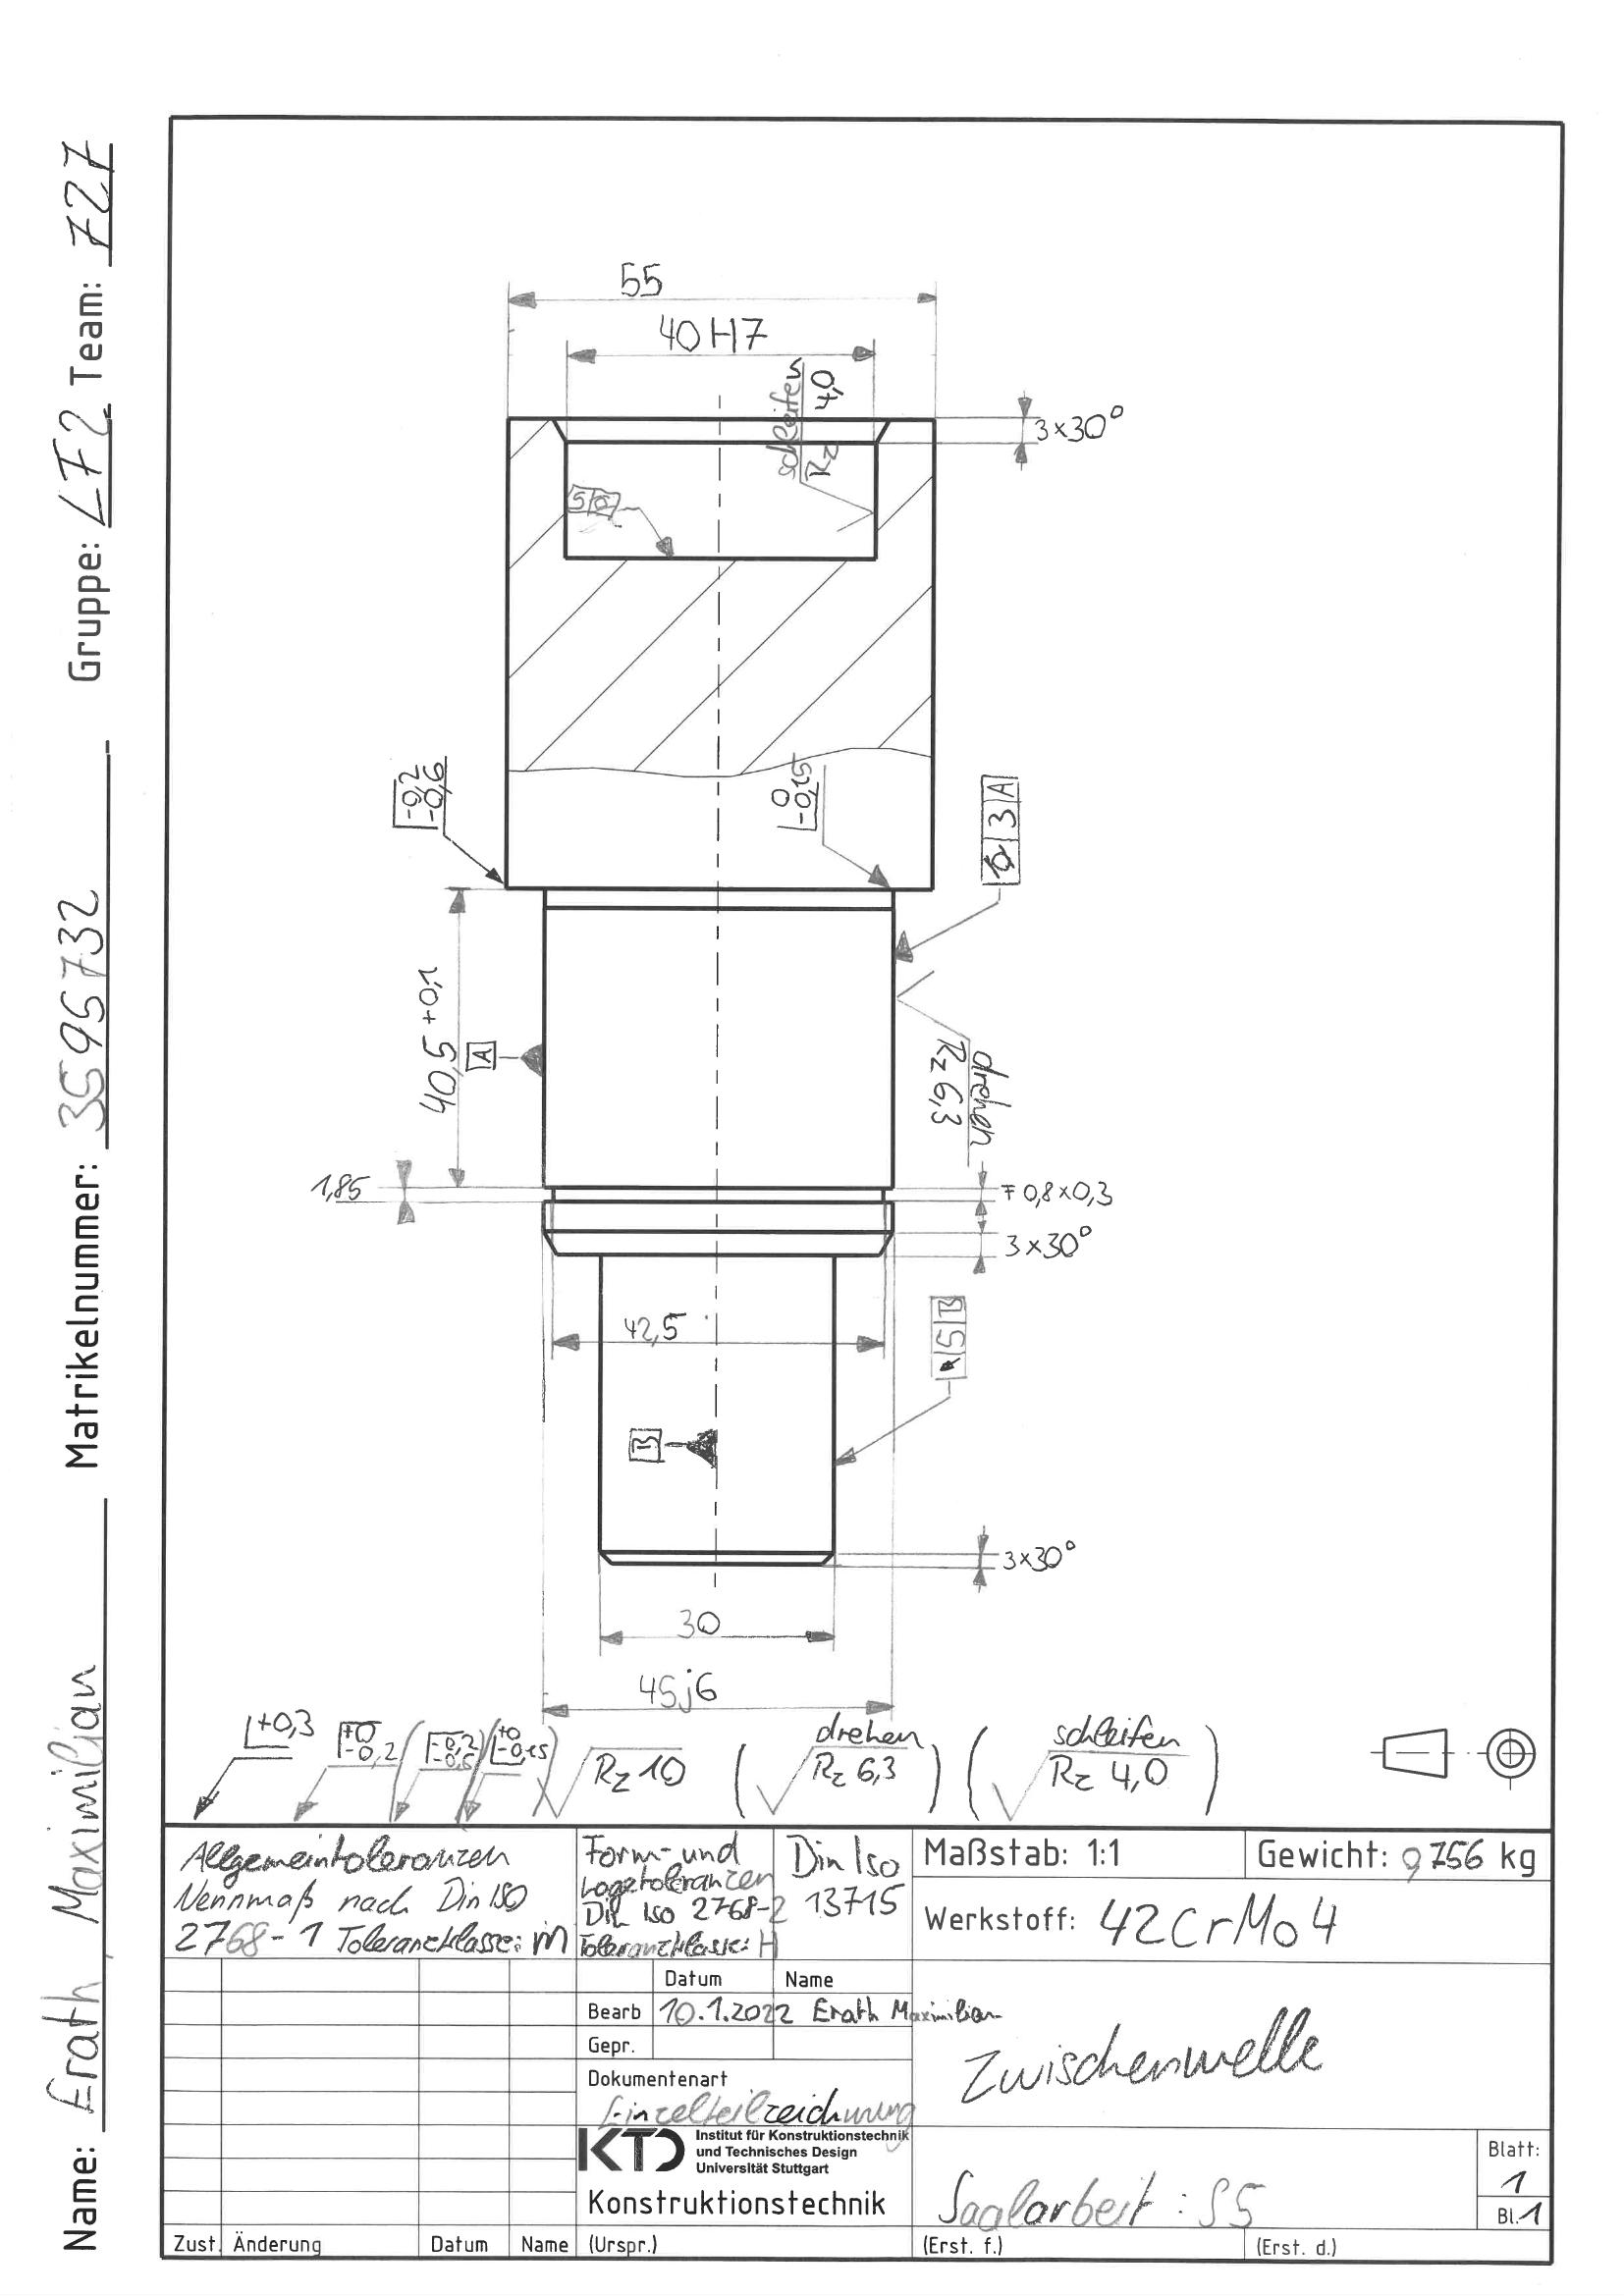 Name: Erath, Maximilian Matrikelnummer: 3595732 Gruppe: LF2 Team: 727
55
40 H7
schleifen
Rz 4,0
3×30°
-0,2
-0,6
0
-0,15
3 A
40,5 +0,1
A
drehen
Rz 6,3
1,85
F 0,8×0,3
3×30°
42,5
5 B
B
3×30°
30
45j6
+0,3
+0
-0,2
-0,2
-0,6
+0
-0,15
Rz 10
drehen
Rz 6,3
schleifen
Rz 4,0
Allgemeintoleranzen
Nennmaß nach Din ISO
2768-1 Toleranzklasse: m
Form- und
Lagetoleranzen
Din Iso 2768-2
Toleranzklasse: H
Din Iso
13715
Maßstab: 1:1
Gewicht: 0,756 kg
Werkstoff: 42CrMo4
Datum Name
Bearb 10.1.2022 Erath Maximilian
Gepr.
Dokumentenart
Einzelteilzeichnung
Zwischenwelle
KTD
Institut für Konstruktionstechnik
und Technisches Design
Universität Stuttgart
Konstruktionstechnik
Saalarbeit: S5
Blatt:
1
Bl.1
Zust. Änderung Datum Name (Urspr.) (Erst. f.) (Erst. d.)